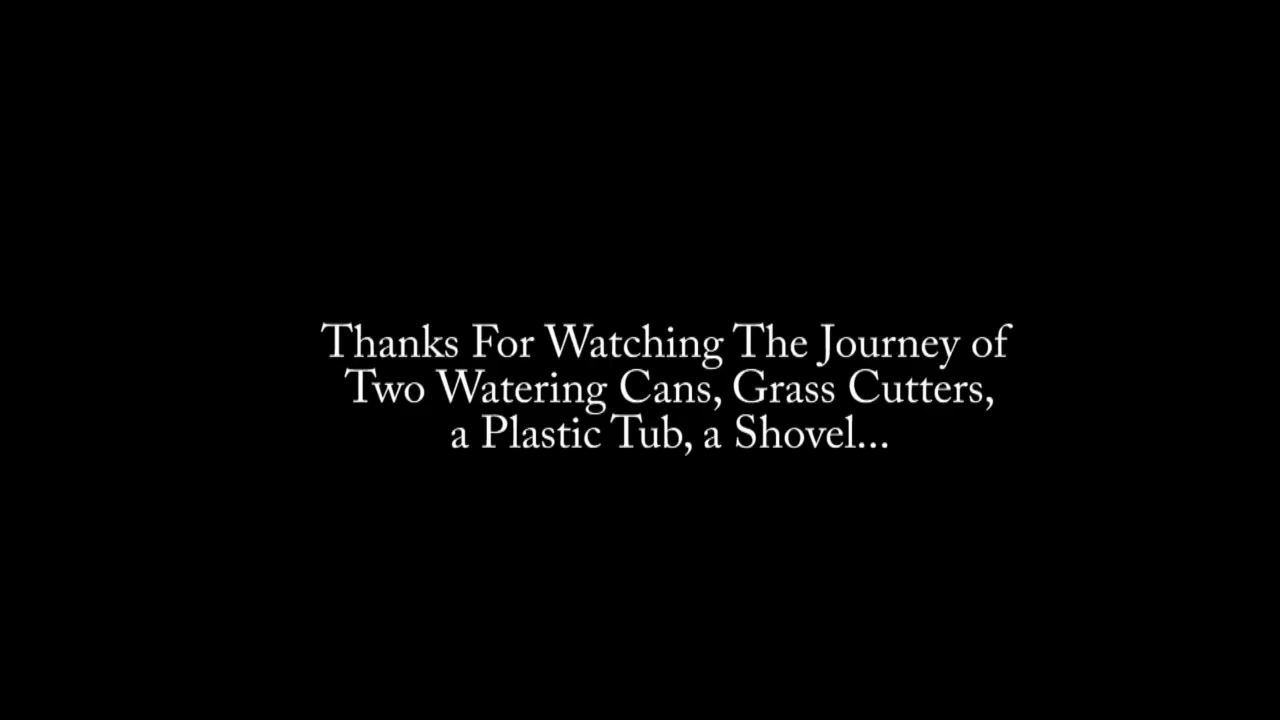 Thanks For Watching The Journey of
Two Watering Cans, Grass Cutters,
a Plastic Tub, a Shovel...